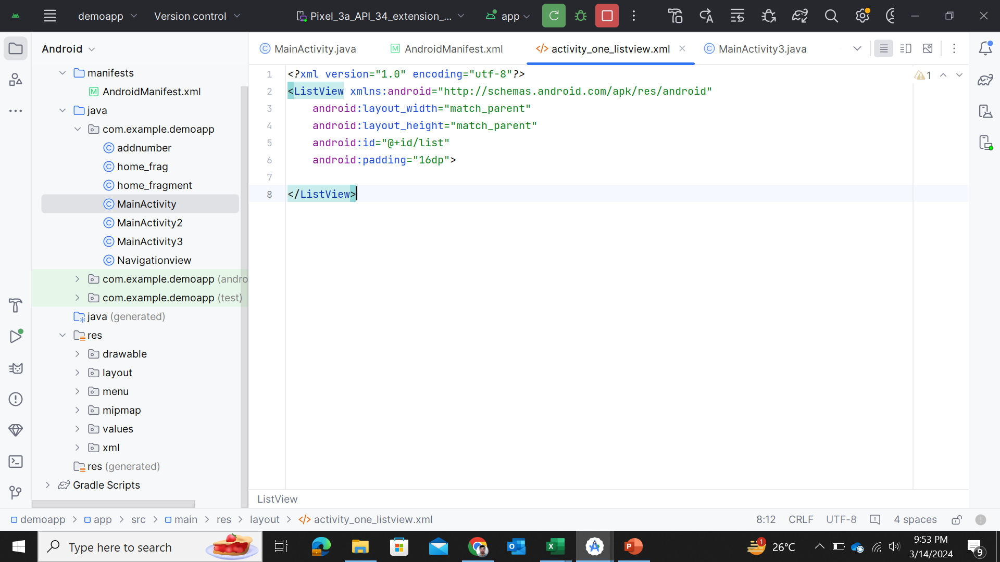 demoapp
Version control
Pixel_3a_API_34_extension_...
app
Android
MainActivity.java
AndroidManifest.xml
activity_one_listview.xml
MainActivity3.java
manifests
AndroidManifest.xml
java
com.example.demoapp
addnumber
home_frag
home_fragment
MainActivity
MainActivity2
MainActivity3
Navigationview
com.example.demoapp (andro
com.example.demoapp (test)
java (generated)
res
drawable
layout
menu
mipmap
values
xml
res (generated)
Gradle Scripts
1 <?xml version="1.0" encoding="utf-8"?>
2 <ListView xmlns:android="http://schemas.android.com/apk/res/android"
3 android:layout_width="match_parent"
4 android:layout_height="match_parent"
5 android:id="@+id/list"
6 android:padding="16dp">
7
8 </ListView>
1
ListView
demoapp > app > src > main > res > layout > activity_one_listview.xml
8:12 CRLF UTF-8 4 spaces
Type here to search
1
26°C
9:53 PM
3/14/2024
9